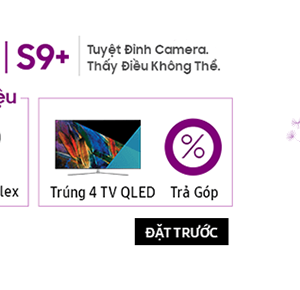 S9+
Tuyệt Đỉnh Camera.
Thấy Điều Không Thể.
ệu
lex
Trúng 4 TV QLED
%
Trả Góp
ĐẶT TRƯỚC